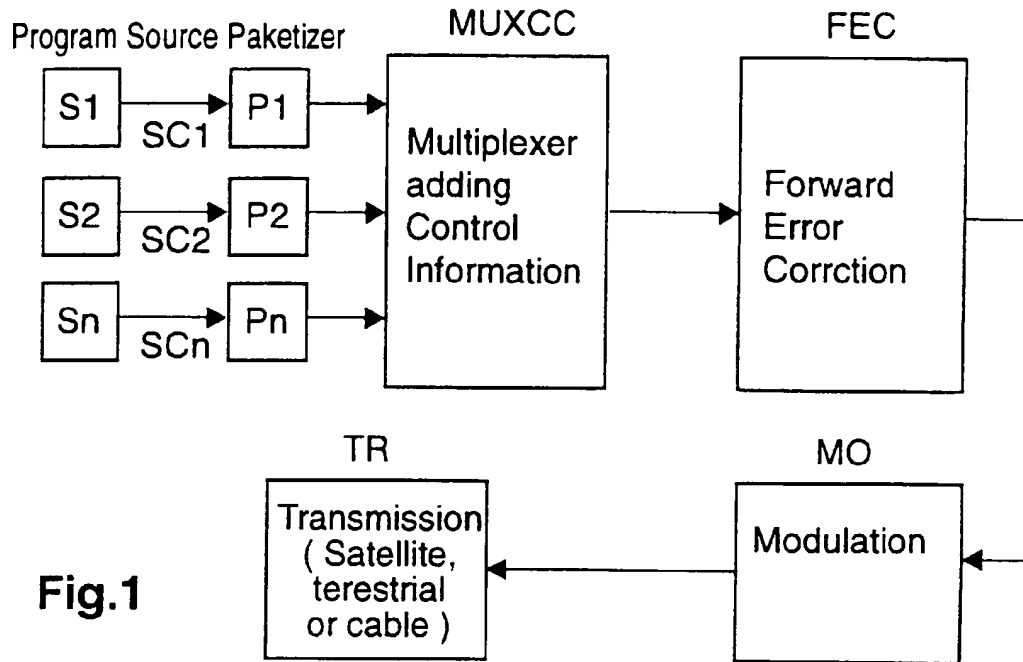 MUXCC
FEC
Program Source Paketizer
S1
SC1
P1
S2
SC2
P2
Sn
SCn
Pn
Multiplexer
adding
Control
Information
Forward
Error
Corrction
TR
MO
Transmission
( Satellite,
terestrial
or cable )
Modulation
Fig.1